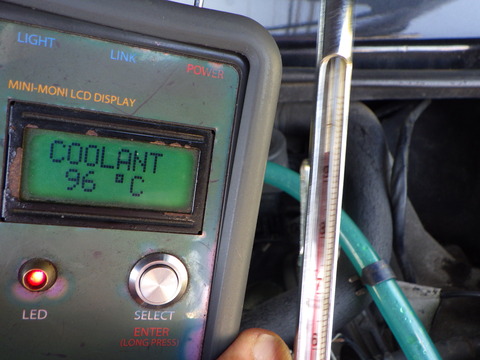 LIGHT
LINK
POWER
MINI-MONI LCD DISPLAY
COOLANT
96 °C
LED
SELECT
ENTER
(LONG PRESS)